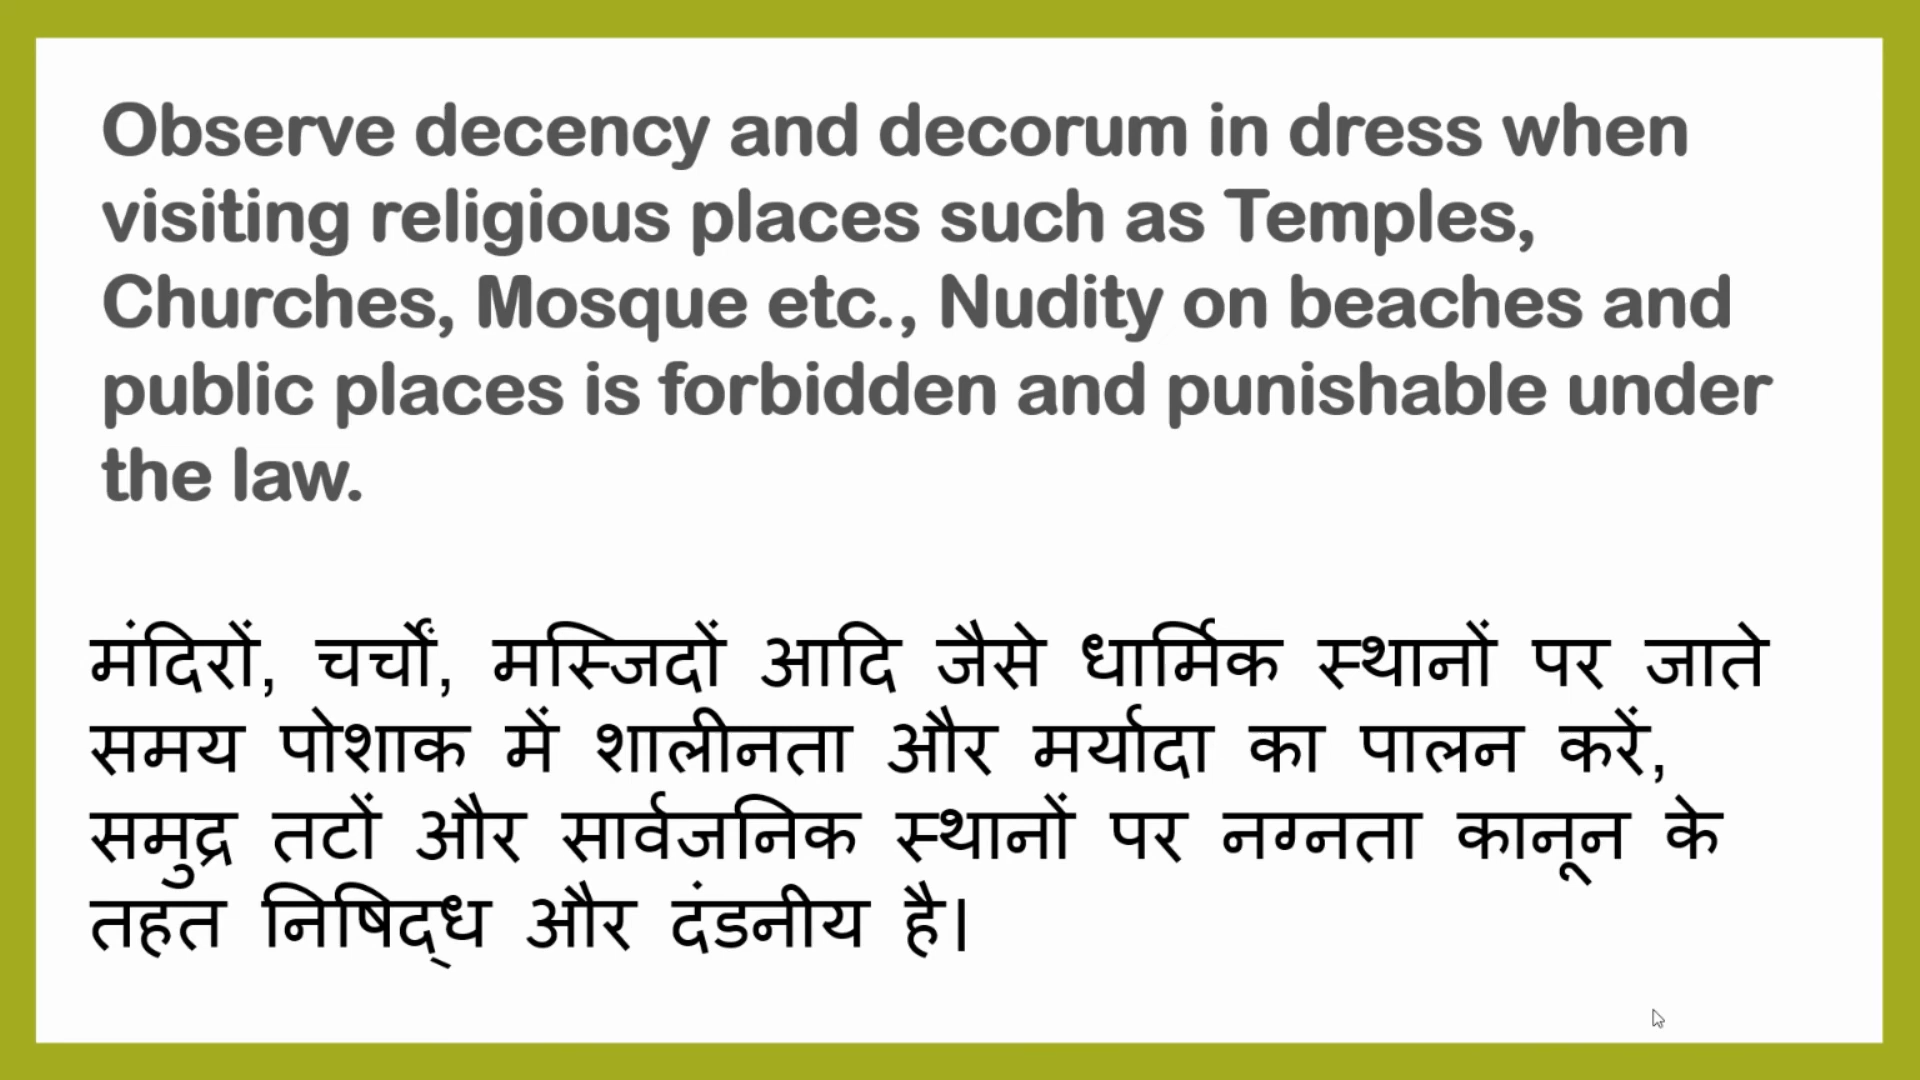 Observe decency and decorum in dress when
visiting religious places such as Temples,
Churches, Mosque etc., Nudity on beaches and
public places is forbidden and punishable under
the law.
मंदिरों, चर्चों, मस्जिदों आदि जैसे धार्मिक स्थानों पर जाते
समय पोशाक में शालीनता और मर्यादा का पालन करें,
समुद्र तटों और सार्वजनिक स्थानों पर नग्नता कानून के
तहत निषिद्ध और दंडनीय है।